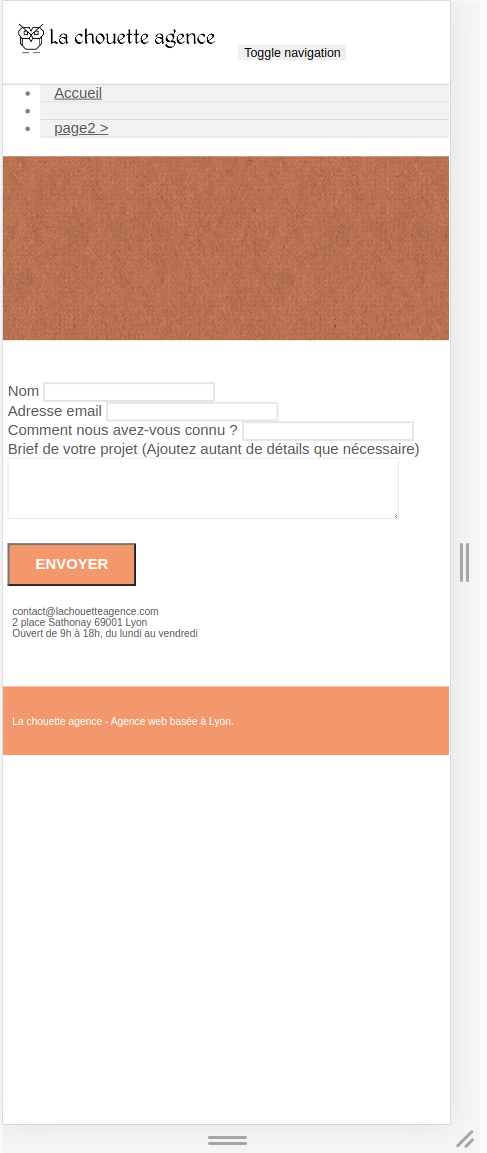 La chouette agence
Toggle navigation
Accueil
page2 >
Nom
Adresse email
Comment nous avez-vous connu ?
Brief de votre projet (Ajoutez autant de détails que nécessaire)
ENVOYER
contact@lachouetteagence.com
2 place Sathonay 69001 Lyon
Ouvert de 9h à 18h, du lundi au vendredi
La chouette agence - Agence web basée à Lyon.